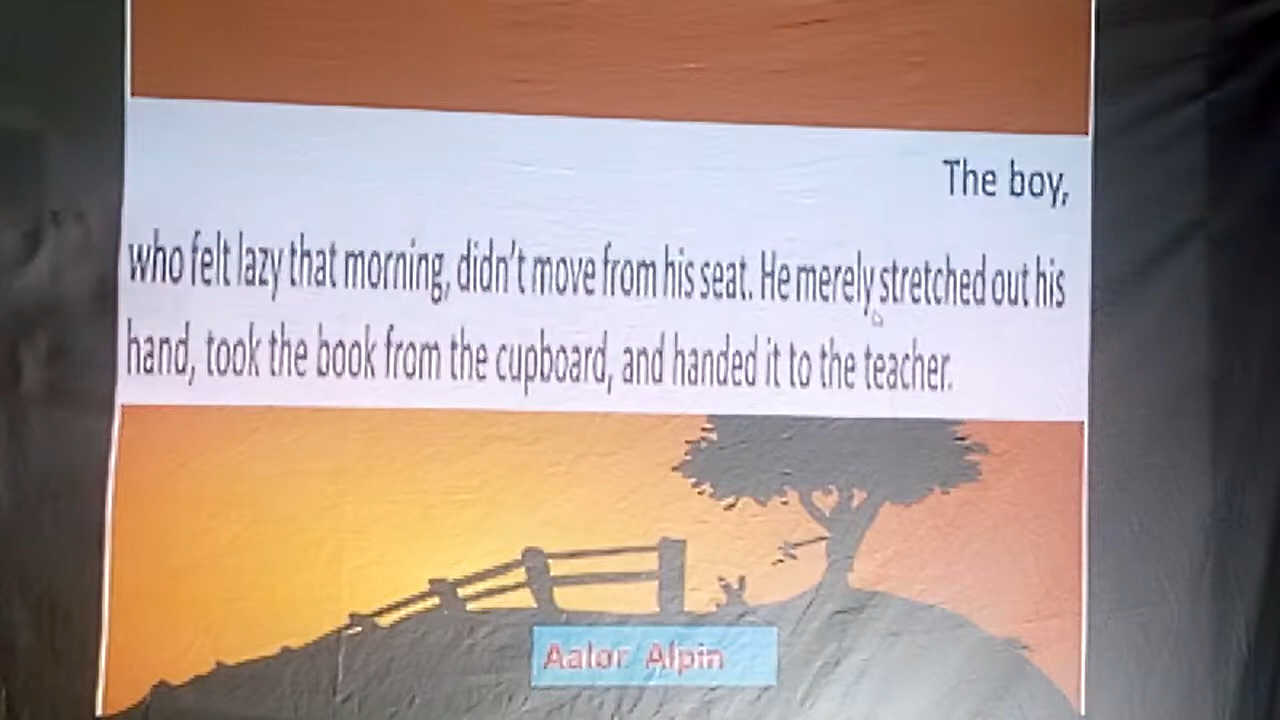 The boy,
who felt lazy that morning, didn't move from his seat. He merely stretched out his
hand, took the book from the cupboard, and handed it to the teacher.
Aalor Alpin